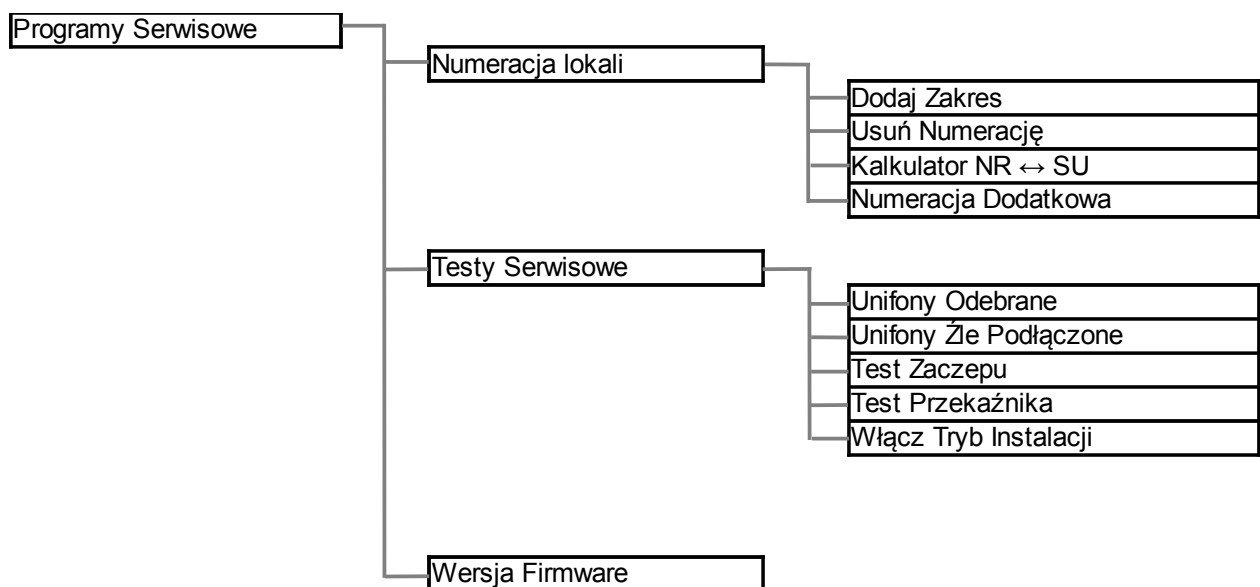 Programy Serwisowe
Numeracja lokali
Dodaj Zakres
Usuń Numerację
Kalkulator NR ↔ SU
Numeracja Dodatkowa
Testy Serwisowe
Unifony Odebrane
Unifony Źle Podłączone
Test Zaczepu
Test Przekaźnika
Włącz Tryb Instalacji
Wersja Firmware